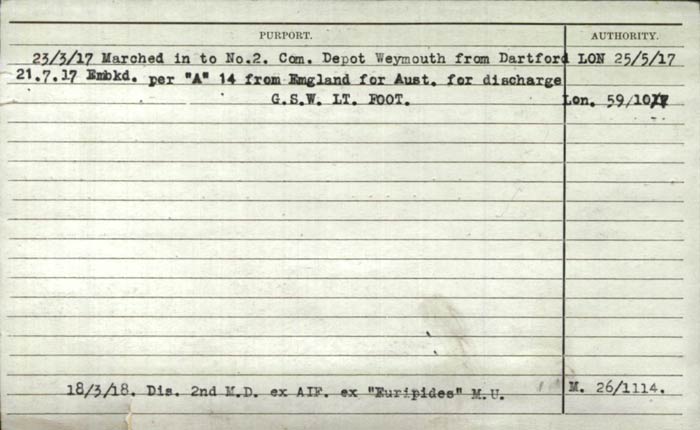 PURPORT. AUTHORITY.
23/3/17 Marched in to No.2. Com. Depot Weymouth from Dartford LON 25/5/17
21.7.17 Embkd. per "A" 14 from England for Aust. for discharge
G.S.W. LT. FOOT. Lon. 59/10/
18/3/18. Dis. 2nd M.D. ex AIF. ex "Euripides" M.U. M. 26/1114.